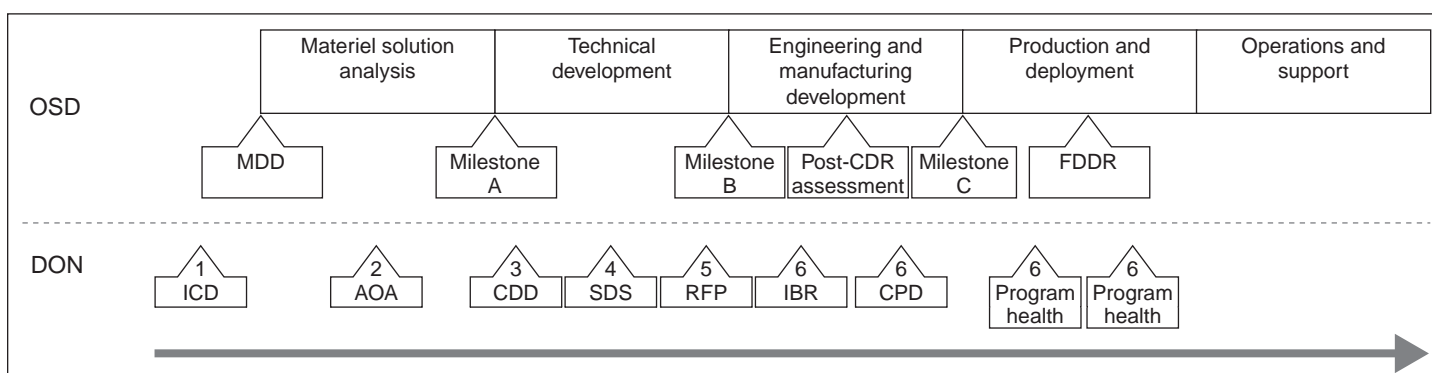 Materiel solution
analysis
Technical
development
Engineering and
manufacturing
development
Production and
deployment
Operations and
support
OSD
MDD
Milestone
A
Milestone
B
Post-CDR
assessment
Milestone
C
FDDR
DON
1
ICD
2
AOA
3
CDD
4
SDS
5
RFP
6
IBR
6
CPD
6
Program
health
6
Program
health